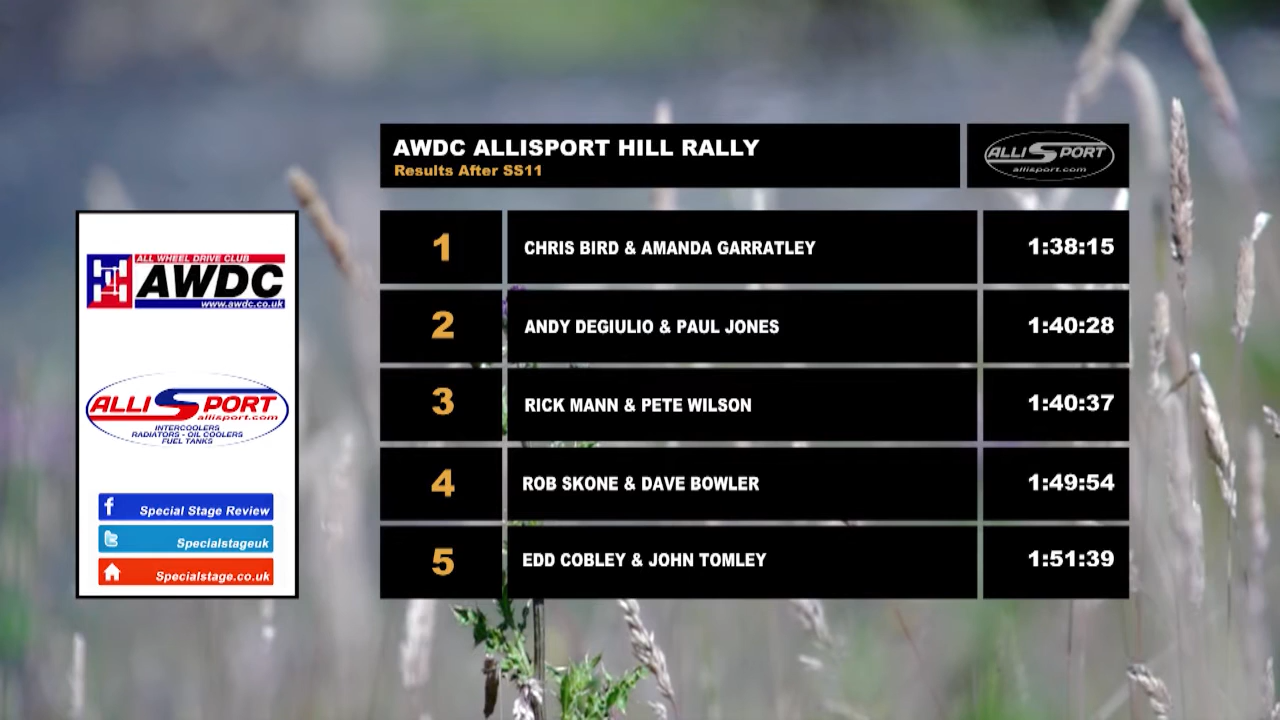 AWDC ALLISPORT HILL RALLY
Results After SS11
ALLISPORT
allisport.com
ALL WHEEL DRIVE CLUB
AWDC
www.awdc.co.uk
ALLISPORT
allisport.com
INTERCOOLERS
RADIATORS - OIL COOLERS
FUEL TANKS
f Special Stage Review
Specialstageuk
Specialstage.co.uk
1 CHRIS BIRD & AMANDA GARRATLEY 1:38:15
2 ANDY DEGIULIO & PAUL JONES 1:40:28
3 RICK MANN & PETE WILSON 1:40:37
4 ROB SKONE & DAVE BOWLER 1:49:54
5 EDD COBLEY & JOHN TOMLEY 1:51:39